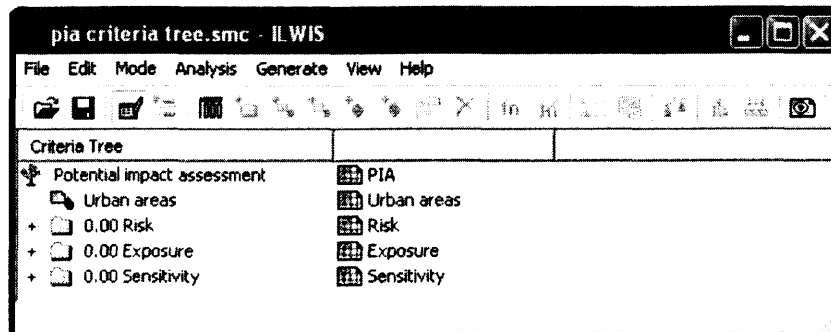 pia criteria tree.smc - ILWIS
File Edit Mode Analysis Generate View Help
Criteria Tree
Potential impact assessment PIA
Urban areas Urban areas
+ 0.00 Risk Risk
+ 0.00 Exposure Exposure
+ 0.00 Sensitivity Sensitivity